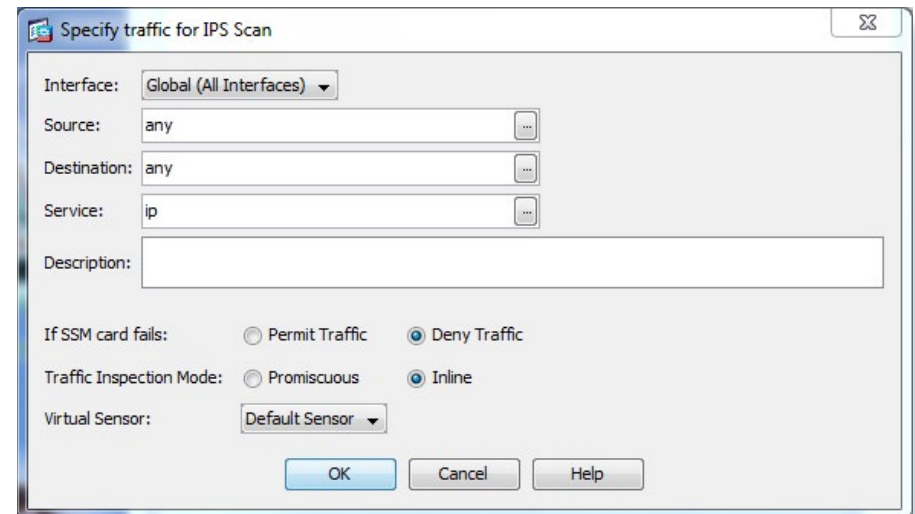 Specify traffic for IPS Scan
Interface: Global (All Interfaces)
Source: any ...
Destination: any ...
Service: ip ...
Description:
If SSM card fails: Permit Traffic Deny Traffic
Traffic Inspection Mode: Promiscuous Inline
Virtual Sensor: Default Sensor
OK Cancel Help